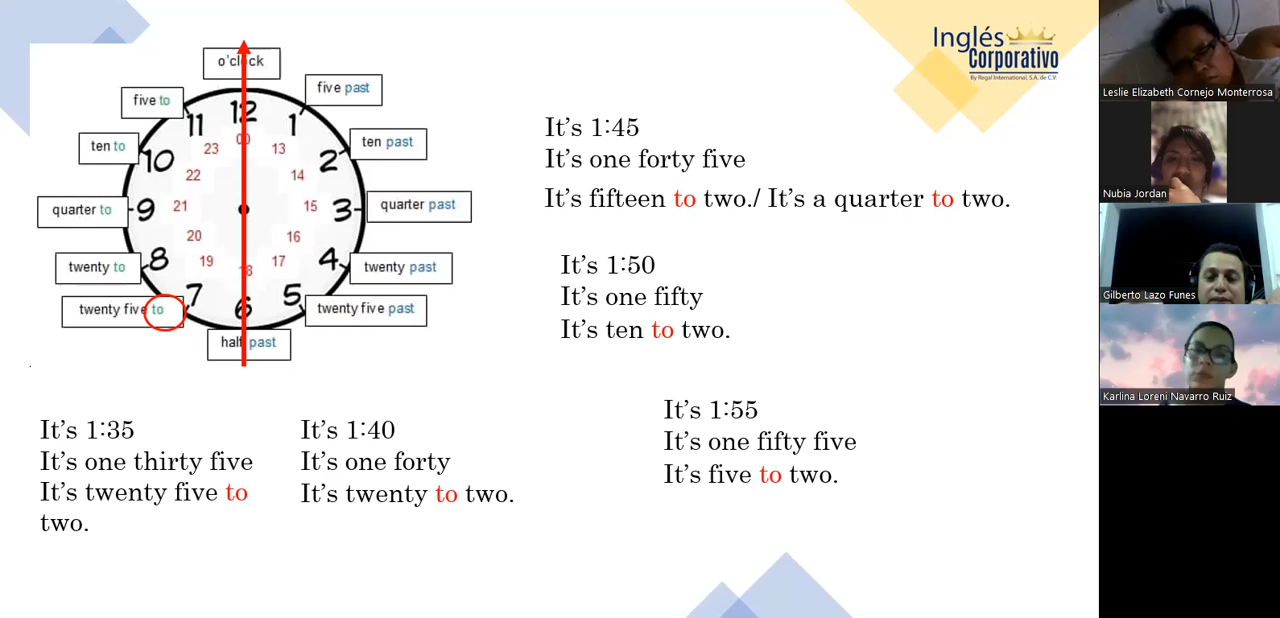 o'clock
five past
ten past
quarter past
twenty past
twenty five past
half past
twenty five to
twenty to
quarter to
ten to
five to
12
1
2
3
4
5
6
7
8
9
10
11
00
13
14
15
16
17
18
19
20
21
22
23
Inglés
Corporativo
By Regal International, S.A. de C.V.
It's 1:45
It's one forty five
It's fifteen to two./ It's a quarter to two.
It's 1:50
It's one fifty
It's ten to two.
It's 1:35
It's one thirty five
It's twenty five to
two.
It's 1:40
It's one forty
It's twenty to two.
It's 1:55
It's one fifty five
It's five to two.
Leslie Elizabeth Cornejo Monterrosa
Nubia Jordan
Gilberto Lazo Funes
Karlina Loreni Navarro Ruiz